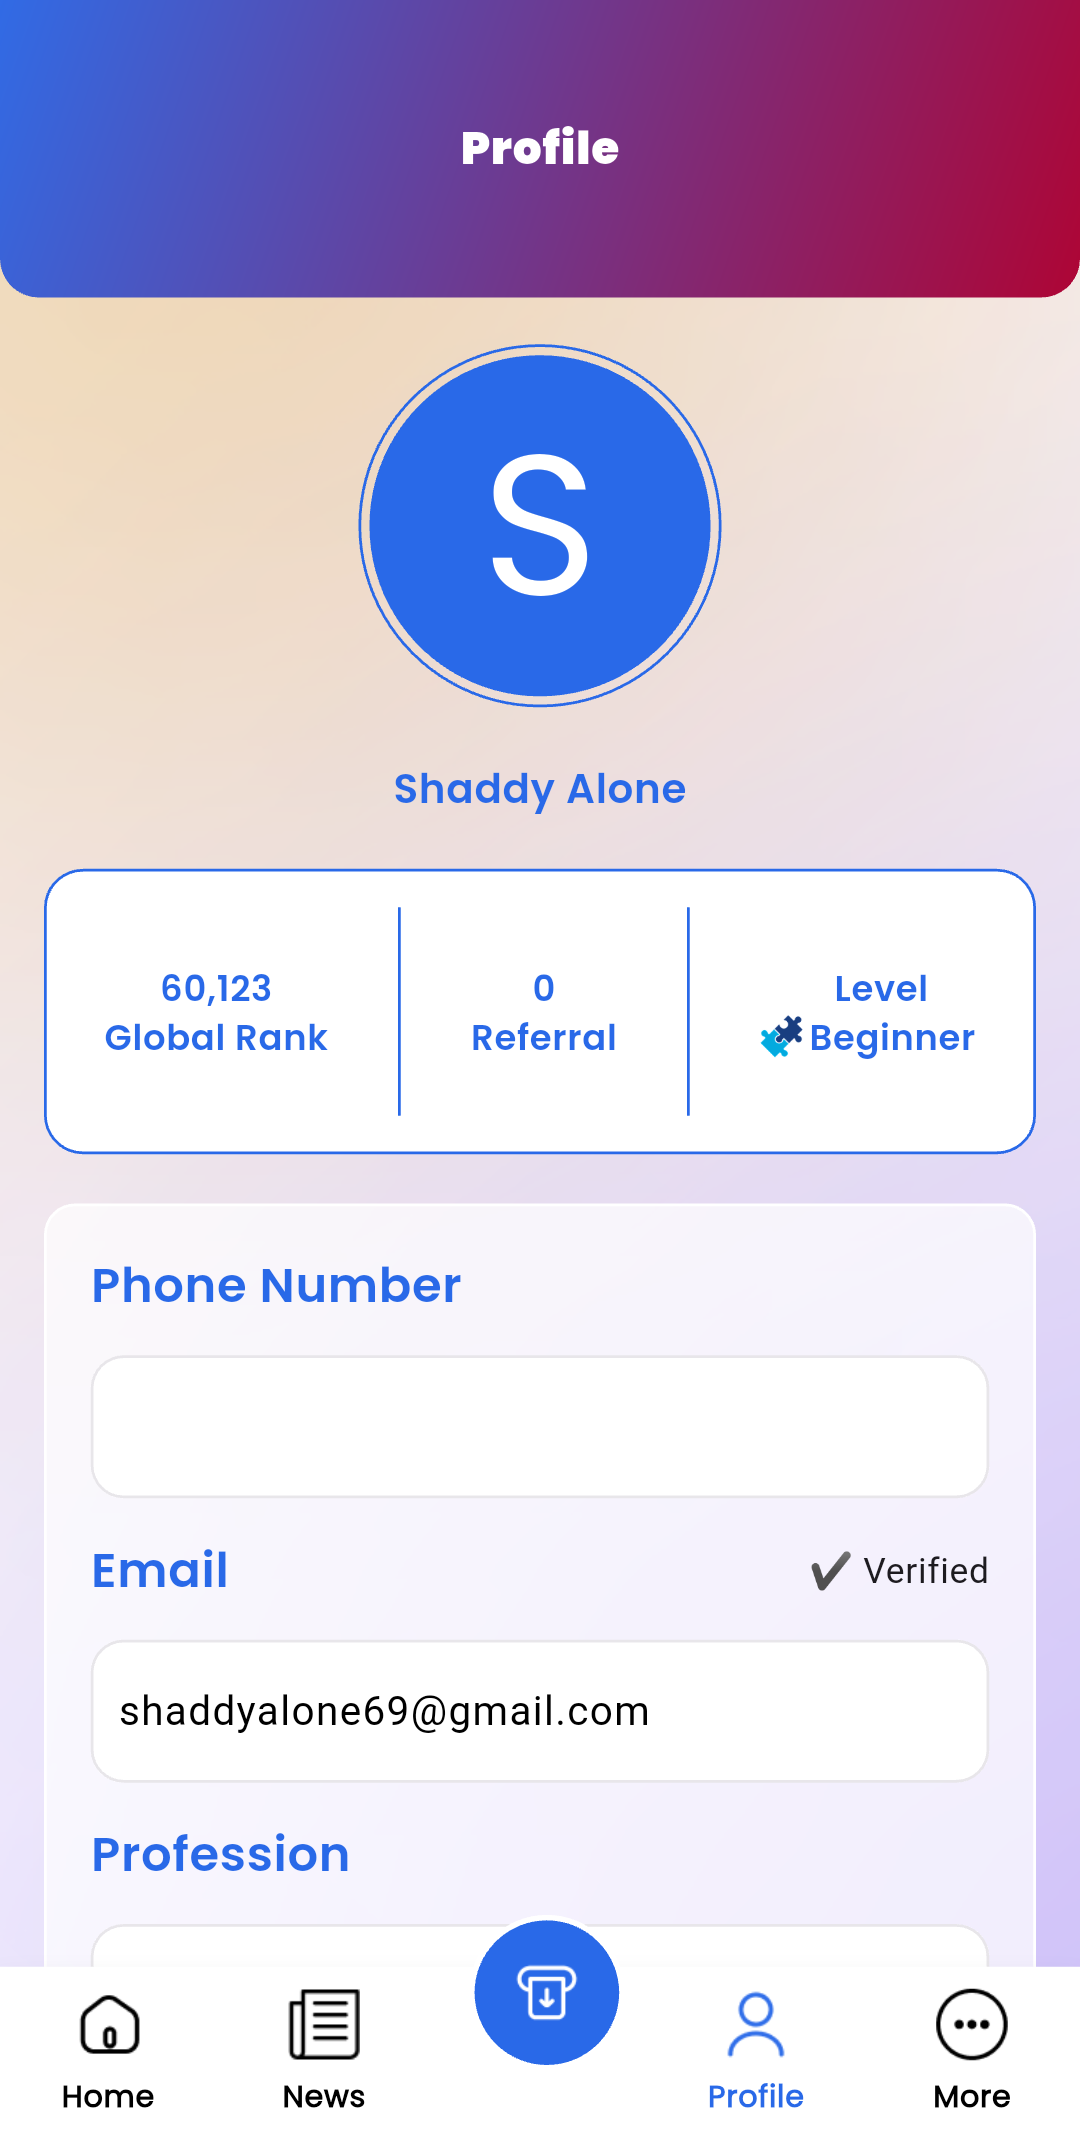 Profile
S
Shaddy Alone
60,123
Global Rank
0
Referral
Level
Beginner
Phone Number
Email
✔ Verified
shaddyalone69@gmail.com
Profession
Home
News
Profile
More